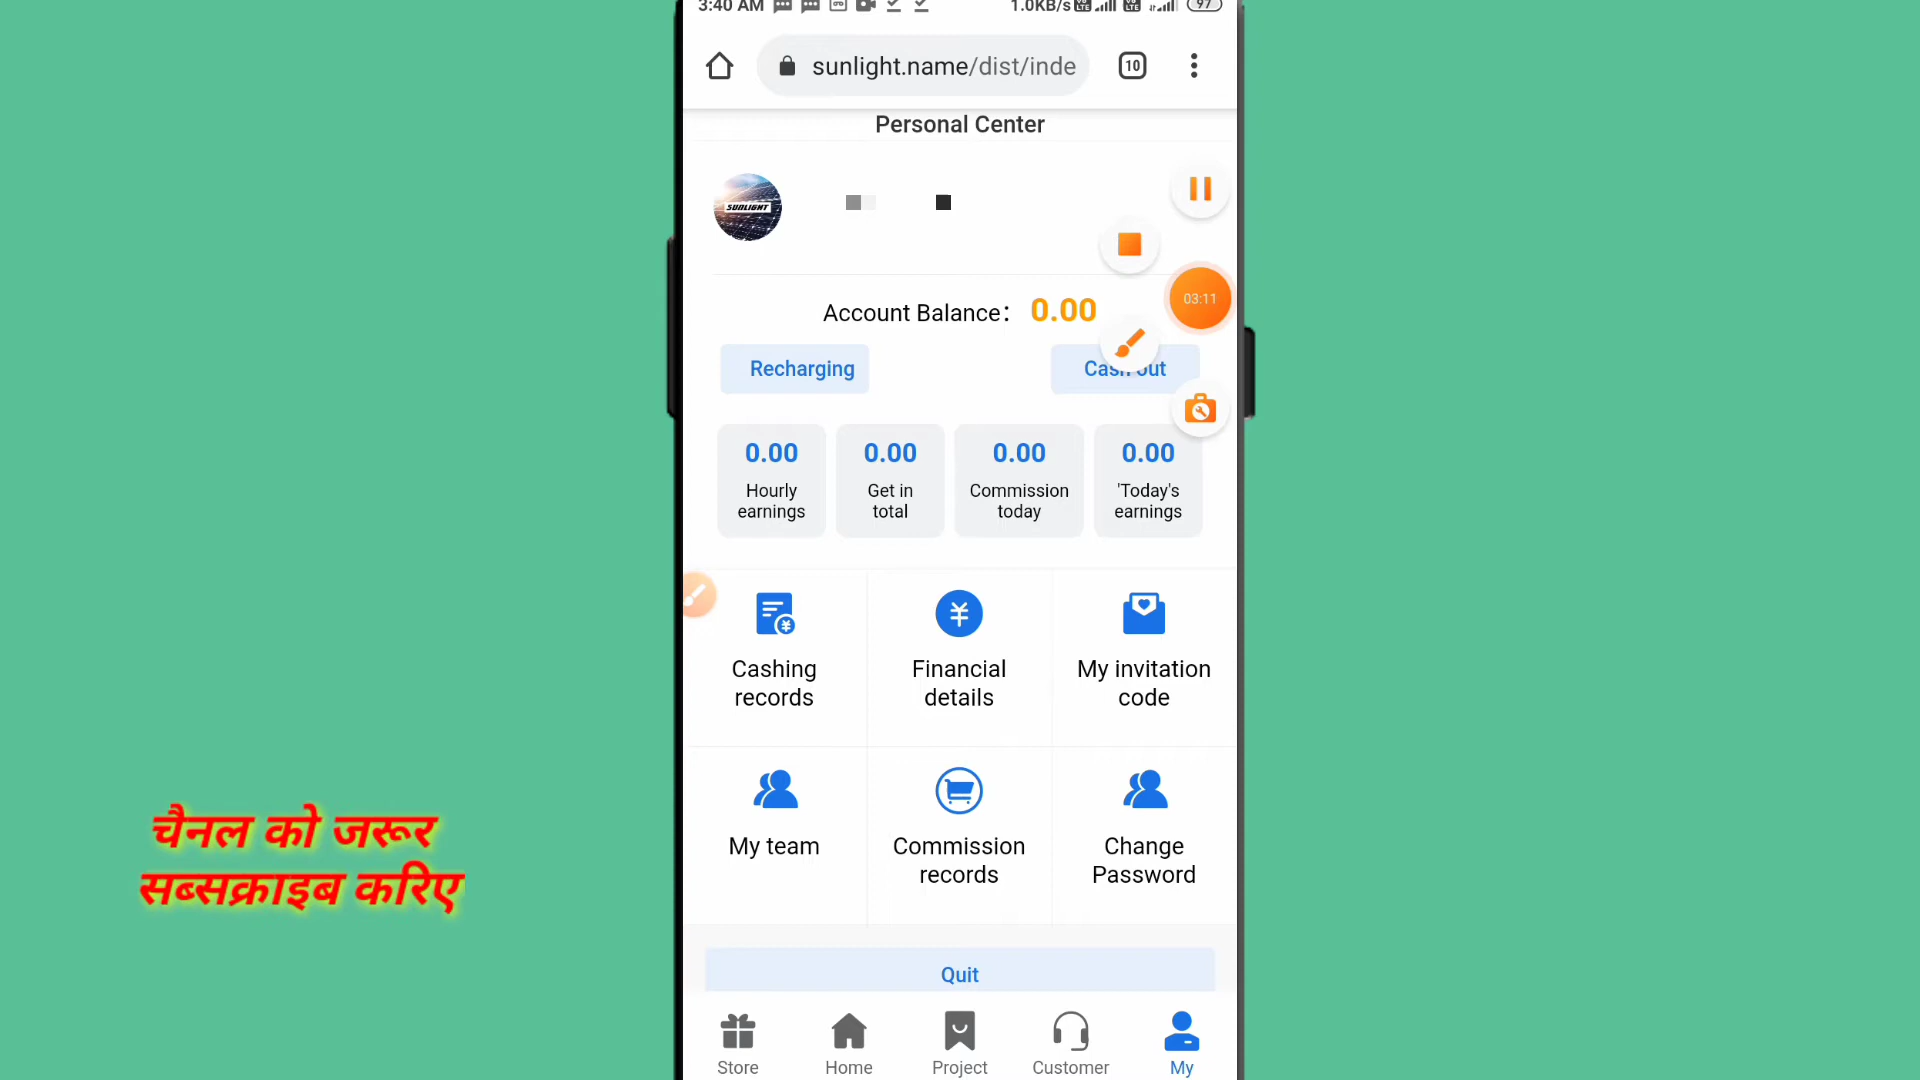 3:40 AM
1.0KB/s
97
sunlight.name/dist/inde
10
Personal Center
SUNLIGHT
03:11
Account Balance: 0.00
Recharging
Cash out
0.00 0.00 0.00 0.00
Hourly earnings
Get in total
Commission today
'Today's earnings
Cashing records
Financial details
My invitation code
My team
Commission records
Change Password
Quit
Store Home Project Customer My
चैनल को जरूर
सब्सक्राइब करिए